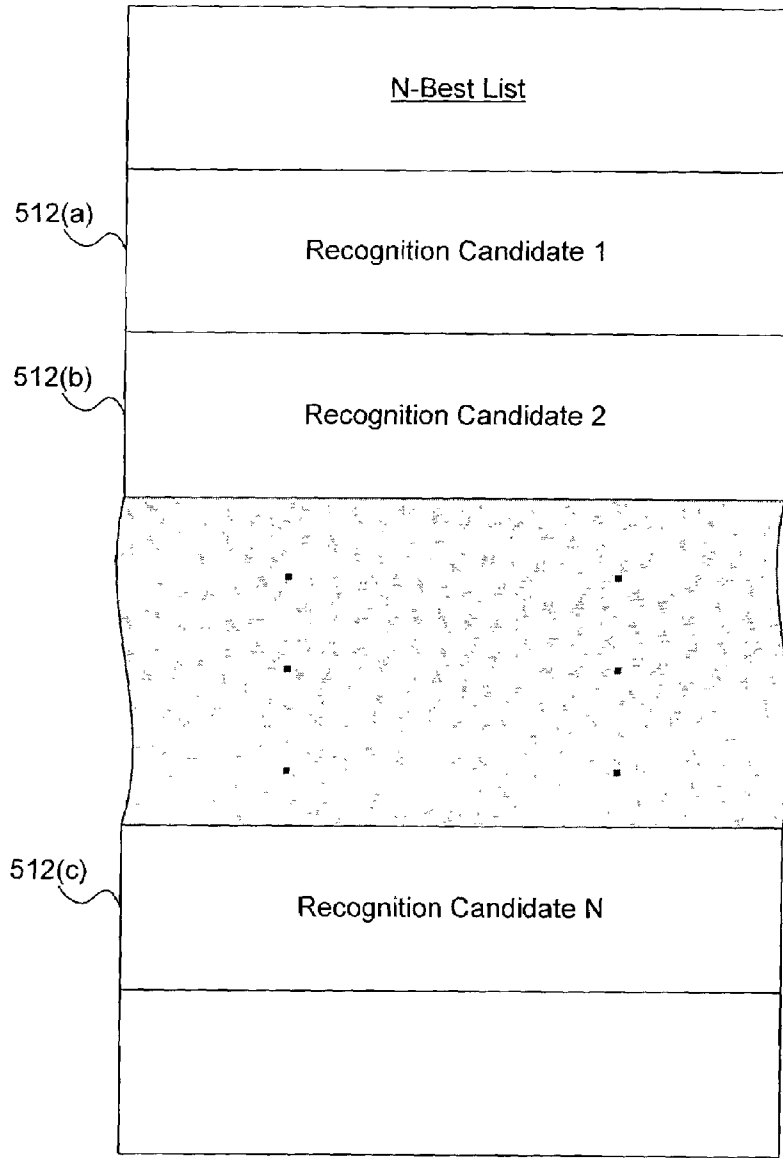 N-Best List
512(a)
Recognition Candidate 1
512(b)
Recognition Candidate 2
512(c)
Recognition Candidate N